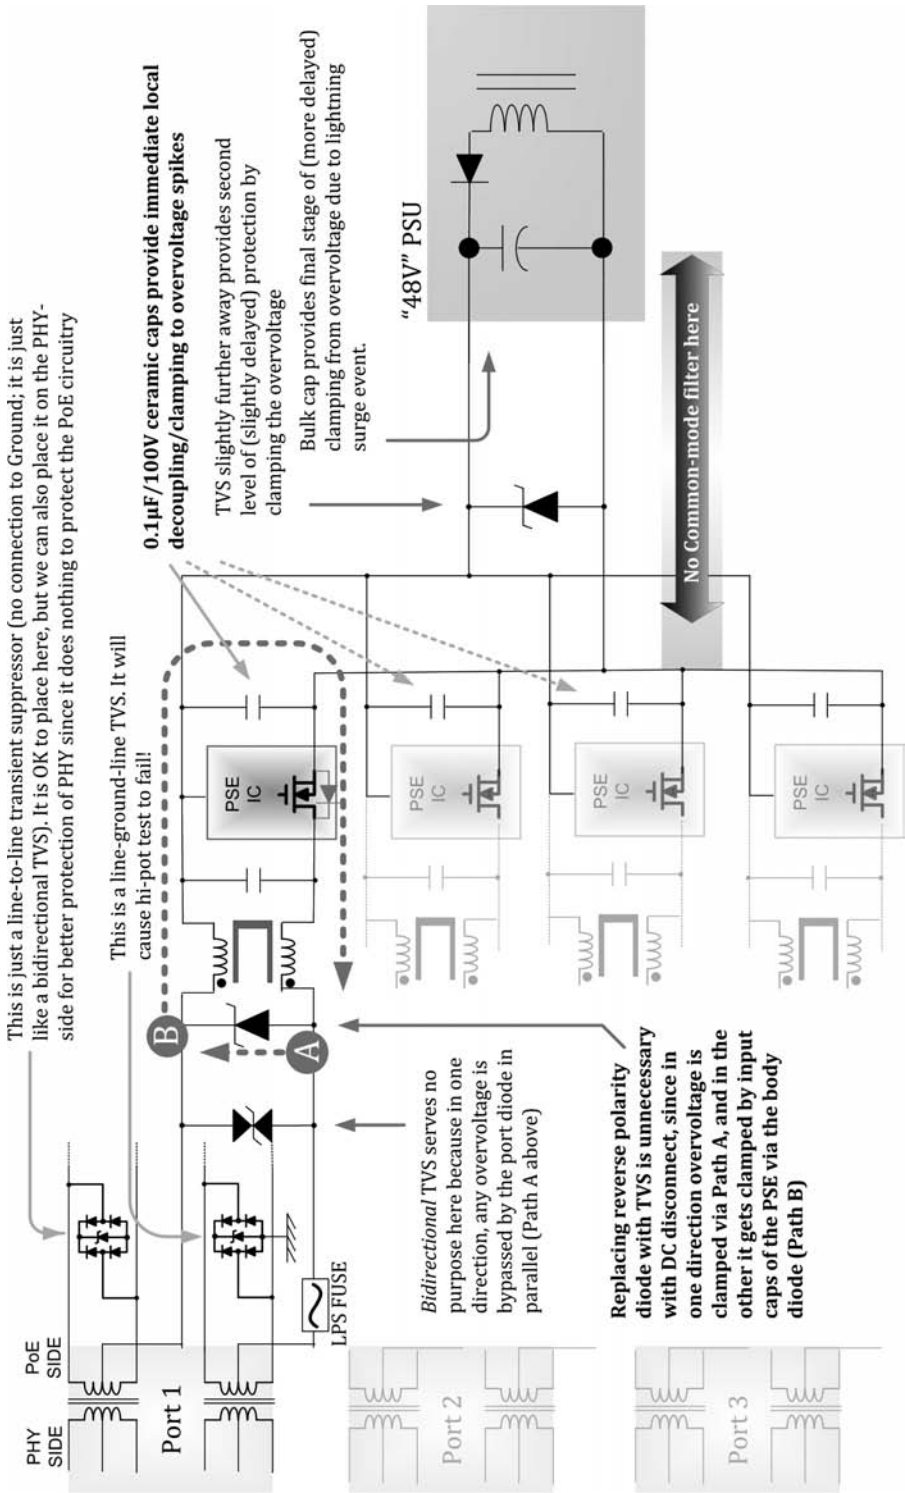 This is just a line-to-line transient suppressor (no connection to Ground; it is just
like a bidirectional TVS). It is OK to place here, but we can also place it on the PHY-
side for better protection of PHY since it does nothing to protect the PoE circuitry
This is a line-ground-line TVS. It will
cause hi-pot test to fail!
0.1µF/100V ceramic caps provide immediate local
decoupling/clamping to overvoltage spikes
TVS slightly further away provides second
level of (slightly delayed) protection by
clamping the overvoltage
Bulk cap provides final stage of (more delayed)
clamping from overvoltage due to lightning
surge event.
"48V" PSU
PHY
SIDE
PoE
SIDE
Port 1
LPS FUSE
B
A
PSE
IC
PSE
IC
PSE
IC
PSE
IC
No Common-mode filter here
Bidirectional TVS serves no
purpose here because in one
direction, any overvoltage is
bypassed by the port diode in
parallel (Path A above)
Replacing reverse polarity
diode with TVS is unnecessary
with DC disconnect, since in
one direction overvoltage is
clamped via Path A, and in the
other it gets clamped by input
caps of the PSE via the body
diode (Path B)
Port 2
Port 3